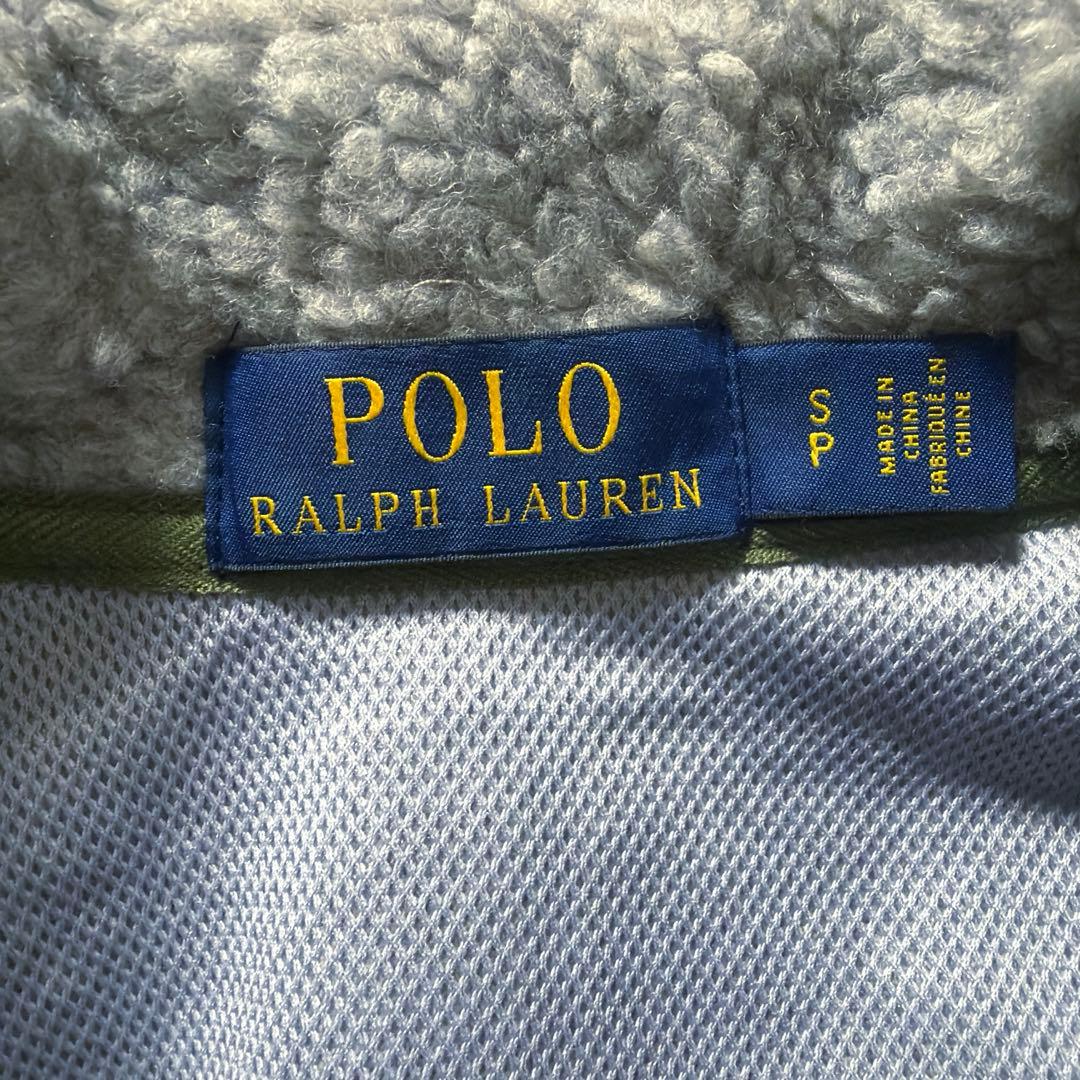 POLO
RALPH LAUREN
S
P
MADE IN
CHINA
FABRIQUÉ EN
CHINE